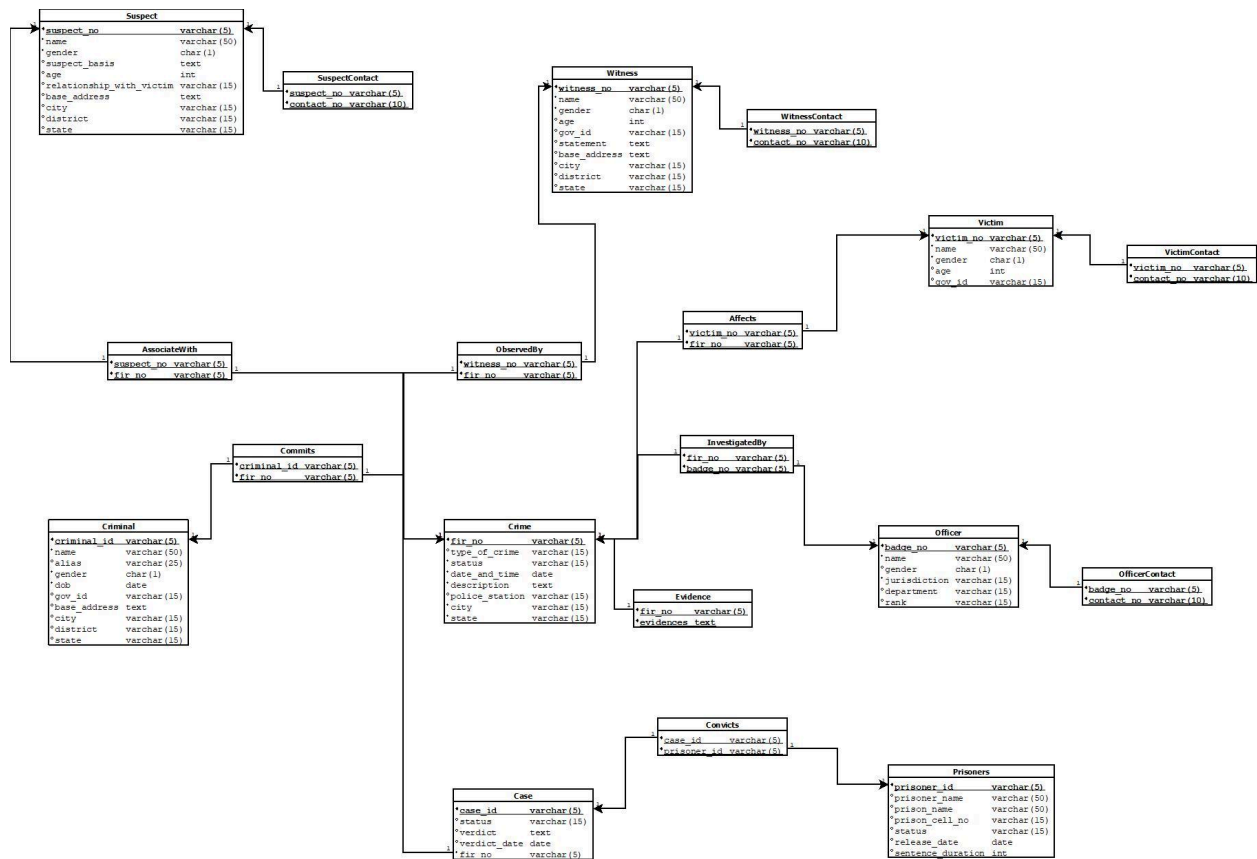 Suspect
suspect_no varchar(5)
name varchar(50)
gender char(1)
suspect_basis text
age int
relationship_with_victim varchar(15)
base_address text
city varchar(15)
district varchar(15)
state varchar(15)
SuspectContact
suspect_no varchar(5)
contact_no varchar(10)
Witness
witness_no varchar(5)
name varchar(50)
gender char(1)
age int
gov_id varchar(15)
statement text
base_address text
city varchar(15)
district varchar(15)
state varchar(15)
WitnessContact
witness_no varchar(5)
contact_no varchar(10)
Victim
victim_no varchar(5)
name varchar(50)
gender char(1)
age int
gov_id varchar(15)
VictimContact
victim_no varchar(5)
contact_no varchar(10)
Affects
victim_no varchar(5)
fir_no varchar(5)
AssociateWith
suspect_no varchar(5)
fir_no varchar(5)
ObservedBy
witness_no varchar(5)
fir_no varchar(5)
Commits
criminal_id varchar(5)
fir_no varchar(5)
InvestigatedBy
fir_no varchar(5)
badge_no varchar(5)
Criminal
criminal_id varchar(5)
name varchar(50)
alias varchar(25)
gender char(1)
dob date
gov_id varchar(15)
base_address text
city varchar(15)
district varchar(15)
state varchar(15)
Crime
fir_no varchar(5)
type_of_crime varchar(15)
status varchar(15)
date_and_time date
description text
police_station varchar(15)
city varchar(15)
state varchar(15)
Officer
badge_no varchar(5)
name varchar(50)
gender char(1)
jurisdiction varchar(15)
department varchar(15)
rank varchar(15)
OfficerContact
badge_no varchar(5)
contact_no varchar(10)
Evidence
fir_no varchar(5)
evidences text
Convicts
case_id varchar(5)
prisoner_id varchar(5)
Case
case_id varchar(5)
status varchar(15)
verdict text
verdict_date date
fir_no varchar(5)
Prisoners
prisoner_id varchar(5)
prisoner_name varchar(50)
prison_name varchar(50)
prison_cell_no varchar(15)
status varchar(15)
release_date date
sentence_duration int